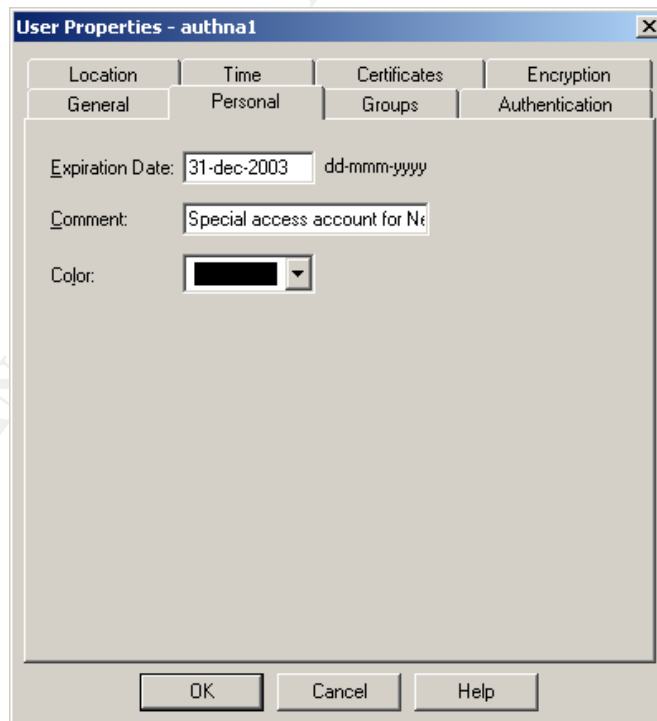 User Properties - authna1
Location Time Certificates Encryption
General Personal Groups Authentication
Expiration Date: 31-dec-2003 dd-mmm-yyyy
Comment: Special access account for Ne
Color:
OK Cancel Help